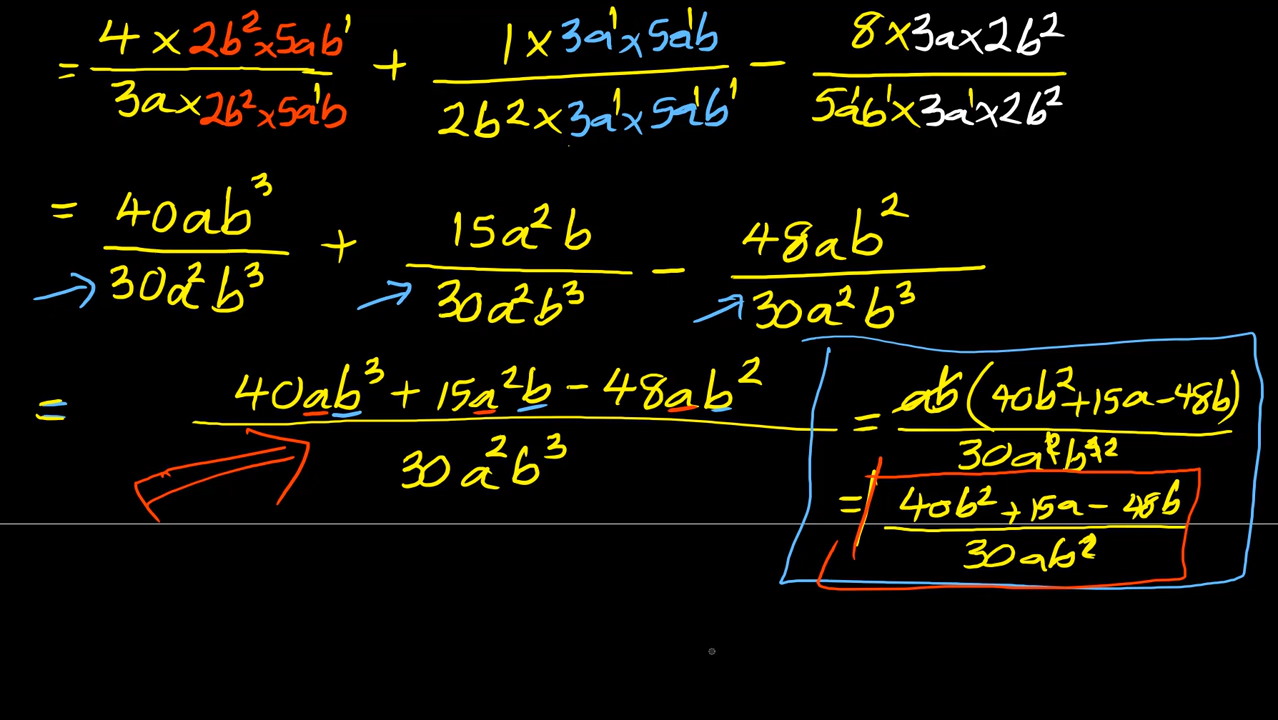 = (4 × 2b² × 5ab¹)/(3a × 2b² × 5a¹b) + (1 × 3a¹ × 5a¹b)/(2b² × 3a¹ × 5a¹b¹) − (8 × 3a × 2b²)/(5a¹b¹ × 3a¹ × 2b²)
= 40ab³/30a²b³ + 15a²b/30a²b³ − 48ab²/30a²b³
= (40ab³ + 15a²b − 48ab²)/30a²b³
= ab(40b² + 15a − 48b)/30a²b³ ²
= (40b² + 15a − 48b)/30ab²